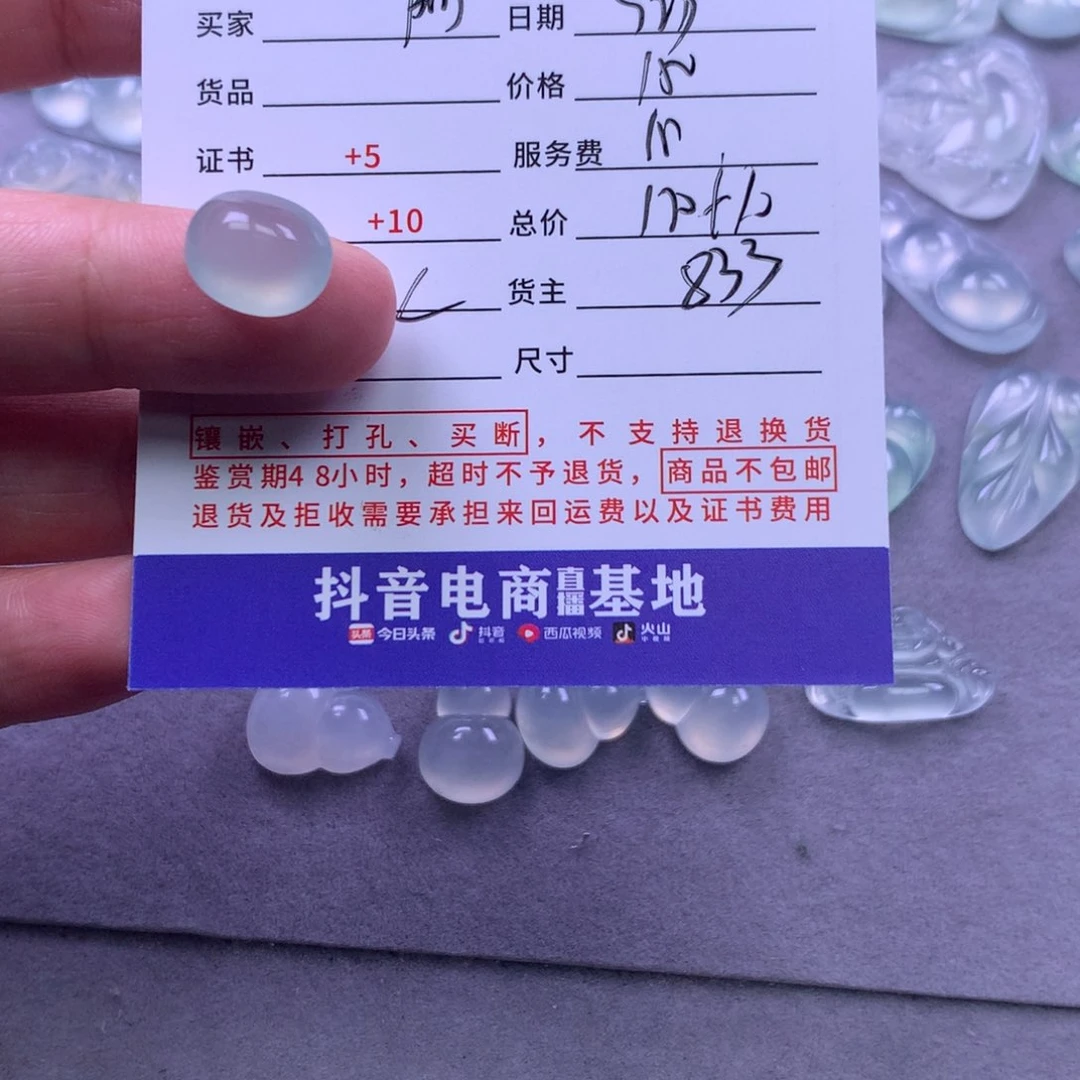 买家 日期
货品 价格
证书 +5 服务费
+10 总价
货主 833
尺寸
镶嵌、打孔、买断，不支持退换货
鉴赏期48小时，超时不予退货，商品不包邮
退货及拒收需要承担来回运费以及证书费用
抖音电商直播基地
头条 今日头条 抖音 西瓜视频 火山